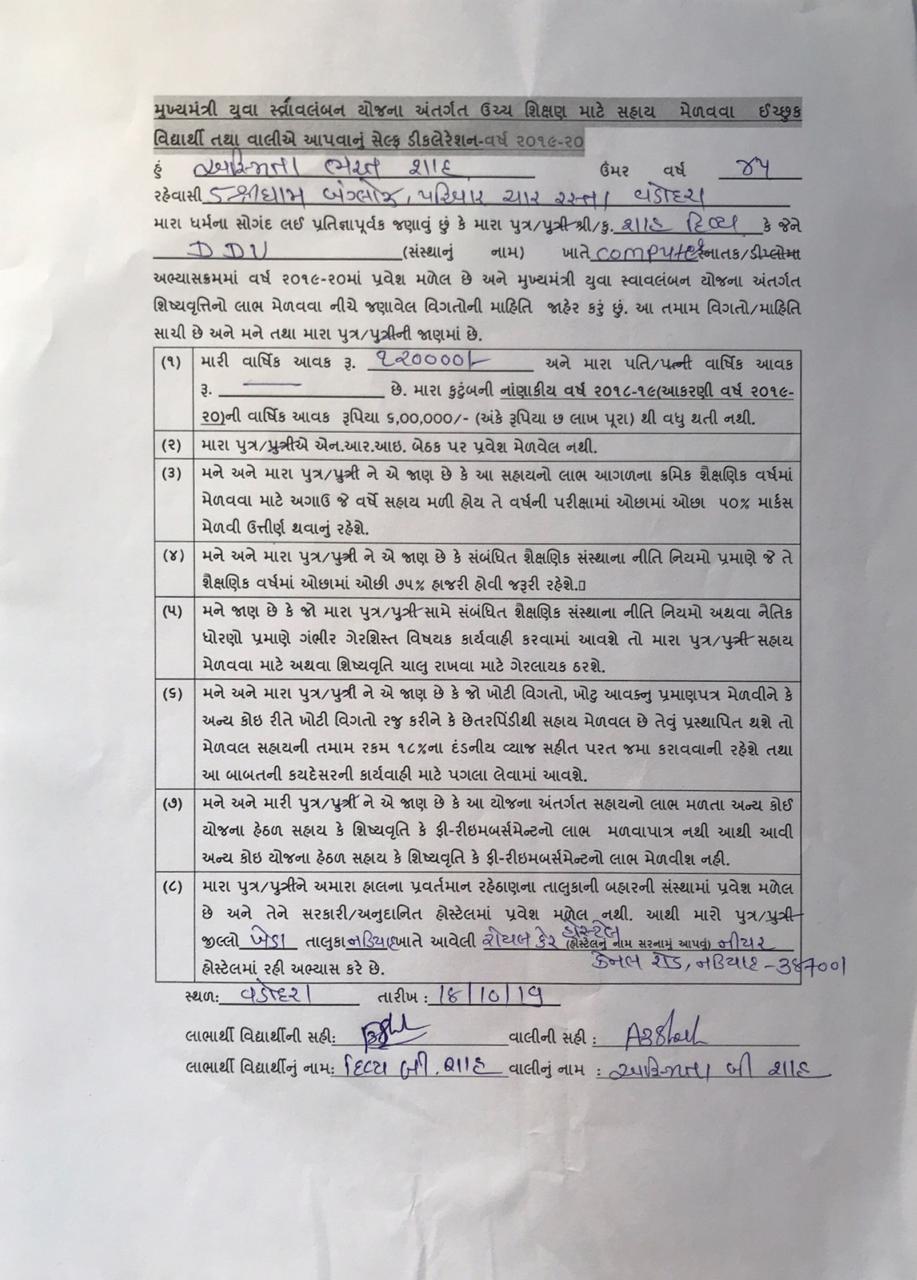 મુખ્યમંત્રી યુવા સ્વાવલંબન યોજના અંતર્ગત ઉચ્ચ શિક્ષણ માટે સહાય મેળવવા ઈચ્છુક
વિદ્યાર્થી તથા વાલીએ આપવાનું સેલ્ફ ડીકલેરેશન-વર્ષ ૨૦૧૯-૨૦
હું અસ્મિતા ભરત શાહ ઉંમર વર્ષ ૪૫
રહેવાસી ૬ શ્રીધામ બંગ્લોઝ, પરિવાર ચાર રસ્તા વડોદરા
મારા ધર્મના સોગંદ લઈ પ્રતિજ્ઞાપૂર્વક જણાવું છું કે મારા પુત્ર/પુત્રી શ્રી/કુ. શાહ દિવ્ય કે જેને
DDU (સંસ્થાનું નામ) ખાતે computer સ્નાતક/ડીપ્લોમા
અભ્યાસક્રમમાં વર્ષ ૨૦૧૯-૨૦માં પ્રવેશ મળેલ છે અને મુખ્યમંત્રી યુવા સ્વાવલંબન યોજના અંતર્ગત
શિષ્યવૃત્તિનો લાભ મેળવવા નીચે જણાવેલ વિગતોની માહિતિ જાહેર કરું છું. આ તમામ વિગતો/માહિતિ
સાચી છે અને મને તથા મારા પુત્ર/પુત્રીની જાણમાં છે.
(૧) મારી વાર્ષિક આવક રૂ. ૧૨૦૦૦૦/- અને મારા પતિ/પત્ની વાર્ષિક આવક
રૂ. છે. મારા કુટુંબની નાંણાકીય વર્ષ ૨૦૧૮-૧૯(આકરણી વર્ષ ૨૦૧૯-
૨૦)ની વાર્ષિક આવક રૂપિયા ૬,૦૦,૦૦૦/- (અંકે રૂપિયા છ લાખ પૂરા) થી વધુ થતી નથી.
(૨) મારા પુત્ર/પુત્રીએ એન.આર.આઇ. બેઠક પર પ્રવેશ મેળવેલ નથી.
(૩) મને અને મારા પુત્ર/પુત્રી ને એ જાણ છે કે આ સહાયનો લાભ આગળના ક્રમિક શૈક્ષણિક વર્ષમાં
મેળવવા માટે અગાઉ જે વર્ષે સહાય મળી હોય તે વર્ષની પરીક્ષામાં ઓછામાં ઓછા ૫૦% માર્કસ
મેળવી ઉત્તીર્ણ થવાનું રહેશે.
(૪) મને અને મારા પુત્ર/પુત્રી ને એ જાણ છે કે સંબંધિત શૈક્ષણિક સંસ્થાના નીતિ નિયમો પ્રમાણે જે તે
શૈક્ષણિક વર્ષમાં ઓછામાં ઓછી ૭૫% હાજરી હોવી જરૂરી રહેશે.
(૫) મને જાણ છે કે જો મારા પુત્ર/પુત્રી સામે સંબંધિત શૈક્ષણિક સંસ્થાના નીતિ નિયમો અથવા નૈતિક
ધોરણો પ્રમાણે ગંભીર ગેરશિસ્ત વિષયક કાર્યવાહી કરવામાં આવશે તો મારા પુત્ર/પુત્રી સહાય
મેળવવા માટે અથવા શિષ્યવૃતિ ચાલુ રાખવા માટે ગેરલાયક ઠરશે.
(૬) મને અને મારા પુત્ર/પુત્રી ને એ જાણ છે કે જો ખોટી વિગતો, ખોટુ આવકનુ પ્રમાણપત્ર મેળવીને કે
અન્ય કોઇ રીતે ખોટી વિગતો રજુ કરીને કે છેતરપિંડીથી સહાય મેળવલ છે તેવું પ્રસ્થાપિત થશે તો
મેળવલ સહાયની તમામ રકમ ૧૮%ના દંડનીય વ્યાજ સહીત પરત જમા કરાવવાની રહેશે તથા
આ બાબતની કયદેસરની કાર્યવાહી માટે પગલા લેવામાં આવશે.
(૭) મને અને મારી પુત્ર/પુત્રી ને એ જાણ છે કે આ યોજના અંતર્ગત સહાયનો લાભ મળતા અન્ય કોઈ
યોજના હેઠળ સહાય કે શિષ્યવૃતિ કે ફી-રીઇમબર્સમેન્ટનો લાભ મળવાપાત્ર નથી આથી આવી
અન્ય કોઇ યોજના હેઠળ સહાય કે શિષ્યવૃતિ કે ફી-રીઇમબર્સમેન્ટનો લાભ મેળવીશ નહી.
(૮) મારા પુત્ર/પુત્રીને અમારા હાલના પ્રવર્તમાન રહેઠાણના તાલુકાની બહારની સંસ્થામાં પ્રવેશ મળેલ
છે અને તેને સરકારી/અનુદાનિત હોસ્ટેલમાં પ્રવેશ મળેલ નથી. આથી મારો પુત્ર/પુત્રી
જીલ્લો ખેડા તાલુકા નડિયાદ ખાતે આવેલી રોયલ કેર હોસ્ટેલ (હોસ્ટેલનું નામ સરનામું આપવું) નીયર
હોસ્ટેલમાં રહી અભ્યાસ કરે છે. કેનલ રોડ, નડિયાદ - 387001
સ્થળ: વડોદરા તારીખ : 18/10/19
લાભાર્થી વિદ્યાર્થીની સહી: વાલીની સહી : ABShah
લાભાર્થી વિદ્યાર્થીનું નામ: દિવ્ય બી. શાહ વાલીનું નામ : અસ્મિતા બી શાહ